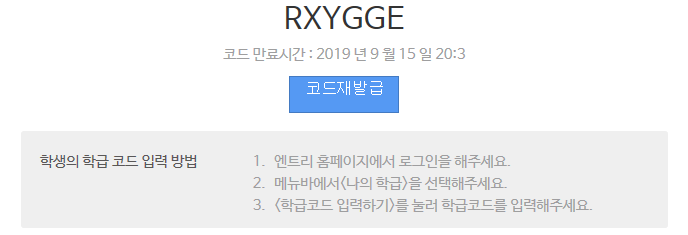 RXYGGE
코드 만료시간 : 2019 년 9 월 15 일 20:3
코드재발급
학생의 학급 코드 입력 방법
1. 엔트리 홈페이지에서 로그인을 해주세요.
2. 메뉴바에서<나의 학급>을 선택해주세요.
3. <학급코드 입력하기>를 눌러 학급코드를 입력해주세요.